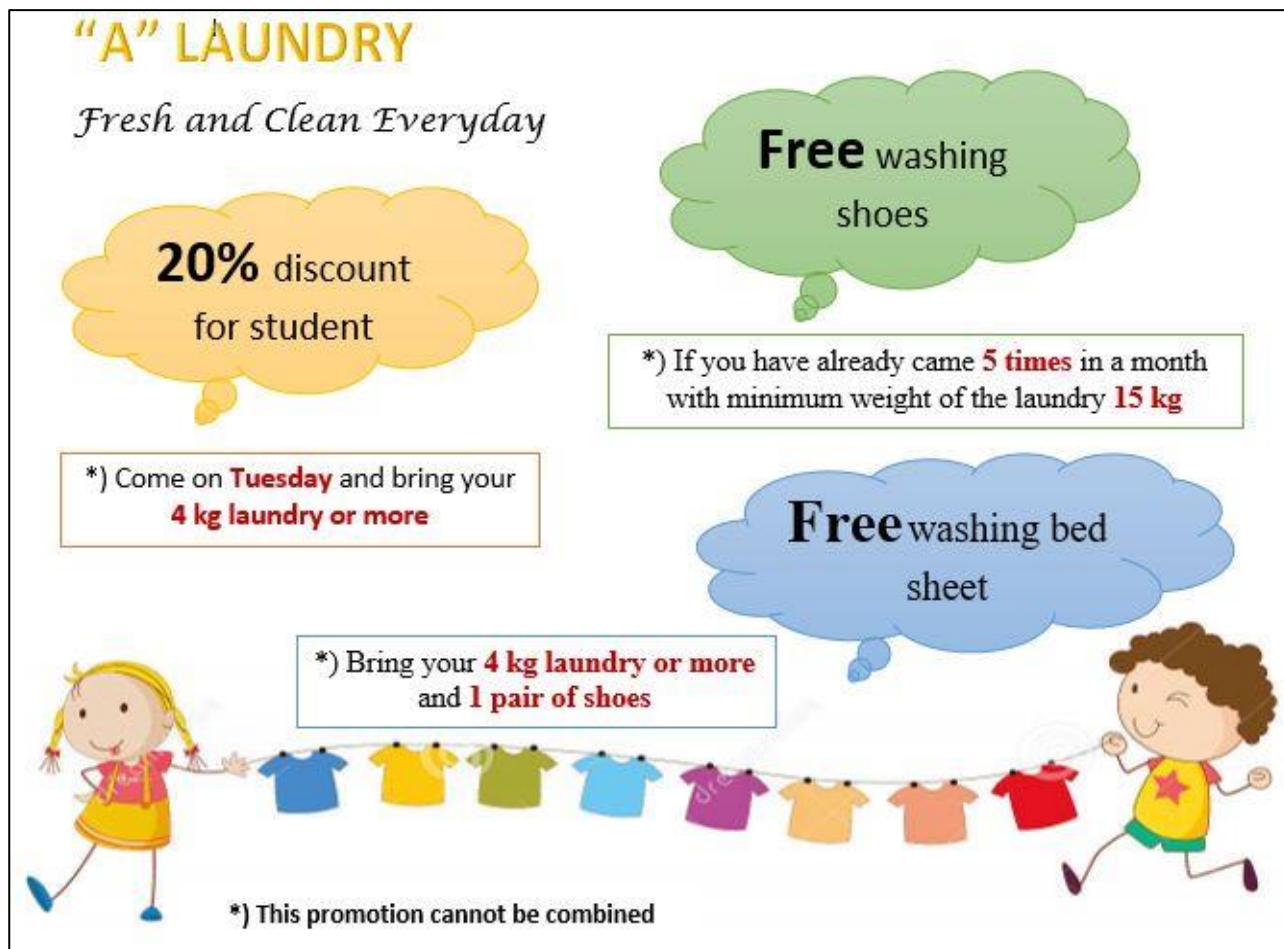 “A” LAUNDRY
Fresh and Clean Everyday
20% discount
for student
*) Come on Tuesday and bring your
4 kg laundry or more
Free washing
shoes
*) If you have already came 5 times in a month
with minimum weight of the laundry 15 kg
Free washing bed
sheet
*) Bring your 4 kg laundry or more
and 1 pair of shoes
*) This promotion cannot be combined